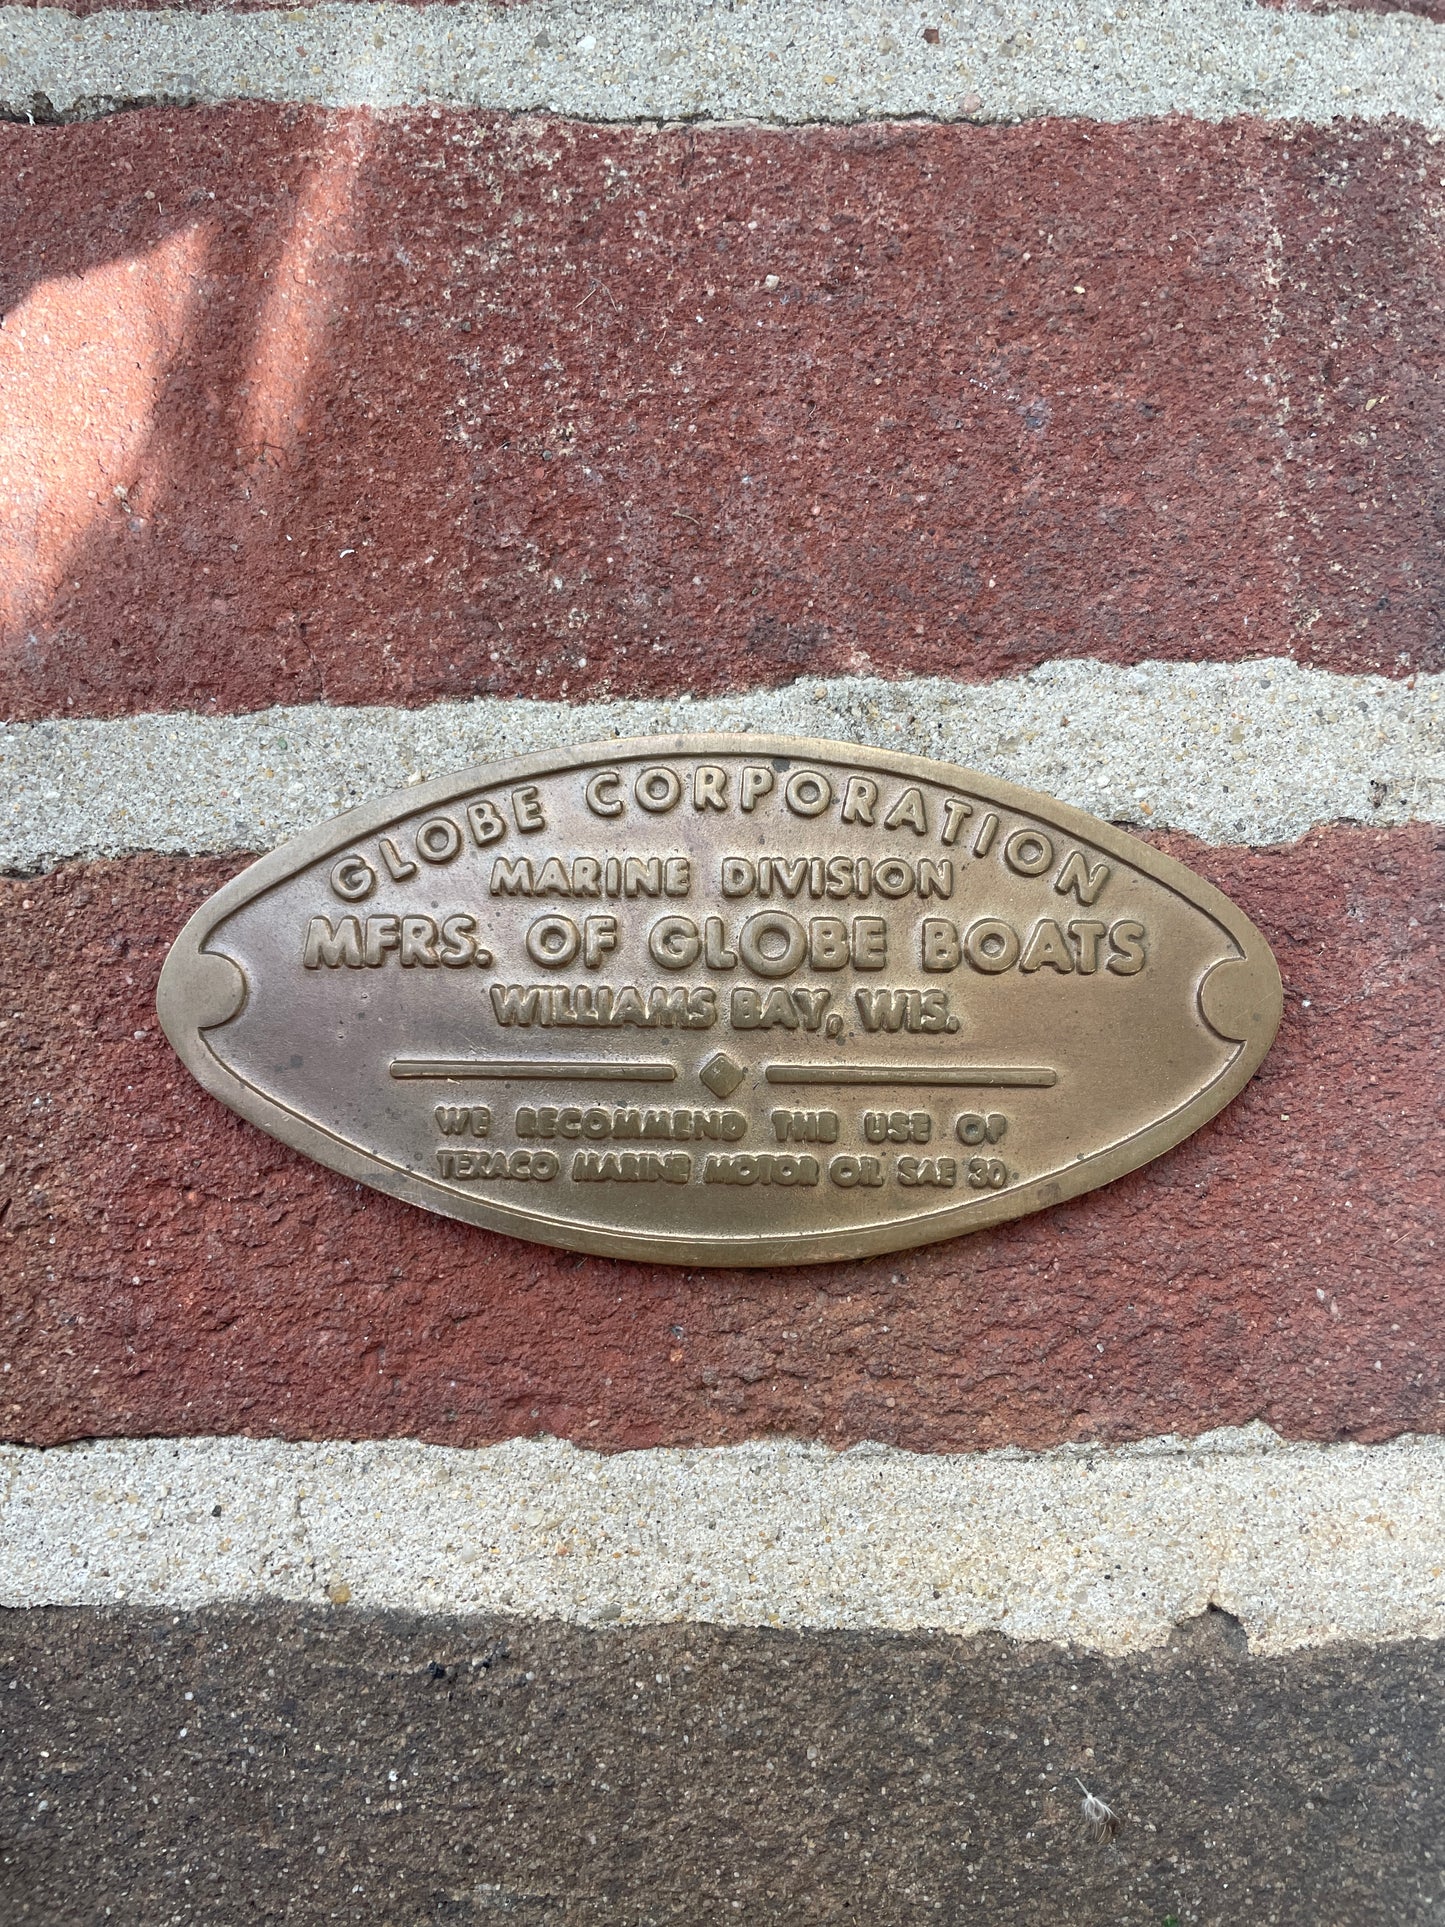 GLOBE CORPORATION
MARINE DIVISION
MFRS. OF GLOBE BOATS
WILLIAMS BAY, WIS.
WE RECOMMEND THE USE OF
TEXACO MARINE MOTOR OIL SAE 30